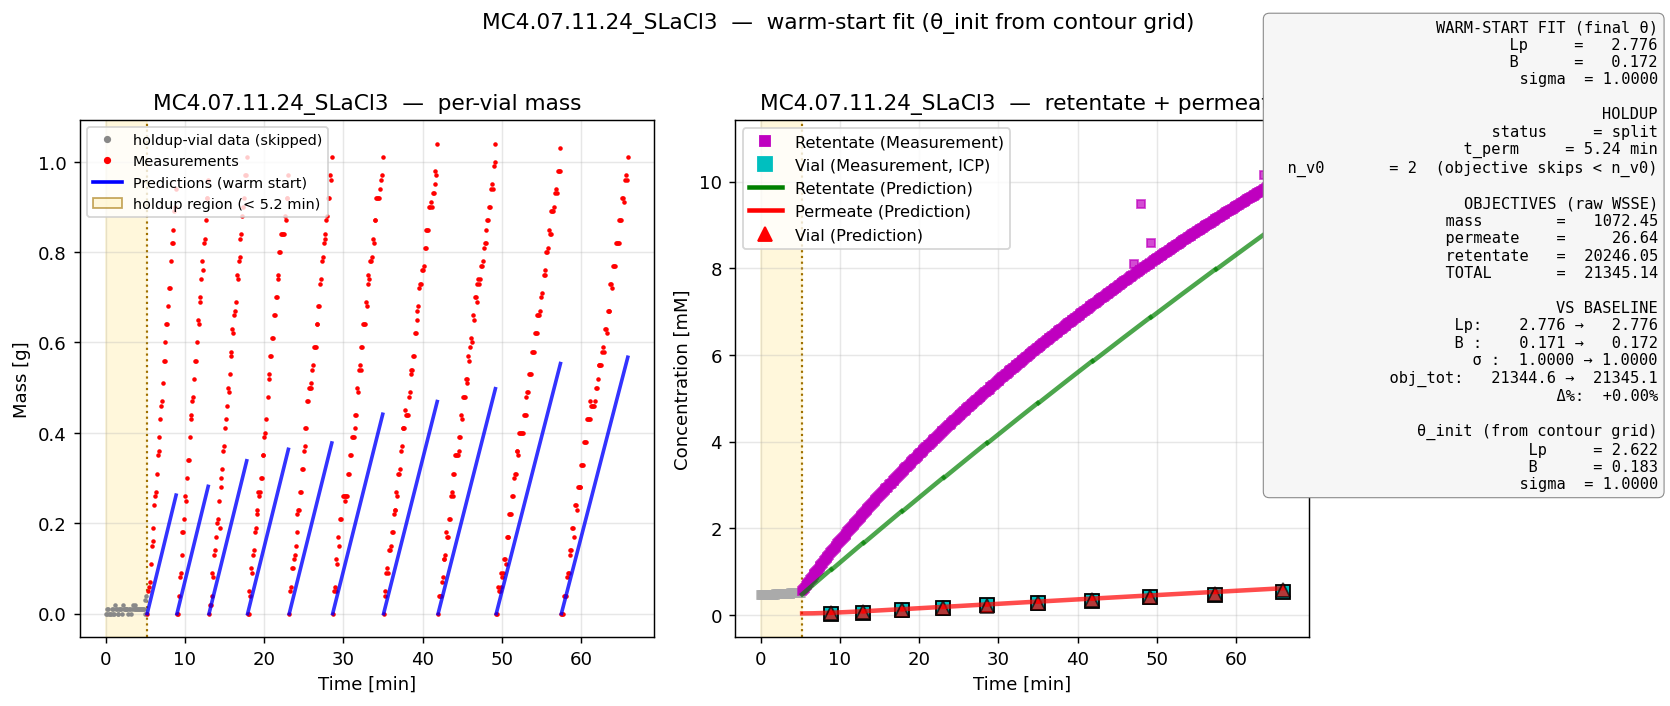 MC4.07.11.24_SLaCl3 — warm-start fit (θ_init from contour grid)
MC4.07.11.24_SLaCl3 — per-vial mass
holdup-vial data (skipped)
Measurements
Predictions (warm start)
holdup region (< 5.2 min)
1.0
0.8
0.6
0.4
0.2
0.0
Mass [g]
0 10 20 30 40 50 60
Time [min]
MC4.07.11.24_SLaCl3 — retentate + permeat
Retentate (Measurement)
Vial (Measurement, ICP)
Retentate (Prediction)
Permeate (Prediction)
Vial (Prediction)
10
8
6
4
2
0
Concentration [mM]
0 10 20 30 40 50 60
Time [min]
WARM-START FIT (final θ)
Lp = 2.776
B = 0.172
sigma = 1.0000
HOLDUP
status = split
t_perm = 5.24 min
n_v0 = 2 (objective skips < n_v0)
OBJECTIVES (raw WSSE)
mass = 1072.45
permeate = 26.64
retentate = 20246.05
TOTAL = 21345.14
VS BASELINE
Lp: 2.776 → 2.776
B : 0.171 → 0.172
σ : 1.0000 → 1.0000
obj_tot: 21344.6 → 21345.1
Δ%: +0.00%
θ_init (from contour grid)
Lp = 2.622
B = 0.183
sigma = 1.0000